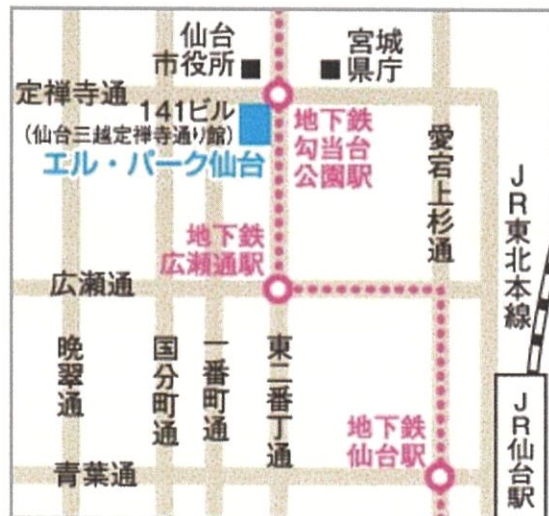 仙台
市役所
宮城
県庁
定禅寺通
141ビル
(仙台三越定禅寺通り館)
エル・パーク仙台
地下鉄
勾当台
公園駅
愛宕上杉通
JR東北本線
地下鉄
広瀬通駅
広瀬通
晩翠通
国分町通
一番町通
東二番丁通
地下鉄
仙台駅
JR仙台駅
青葉通